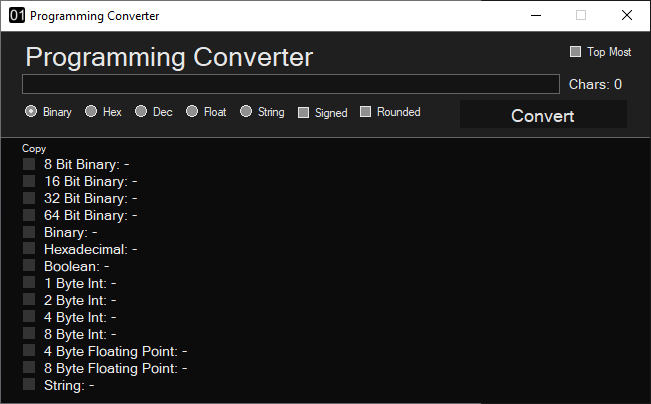 01 Programming Converter
Programming Converter
Top Most
Chars: 0
Binary Hex Dec Float String Signed Rounded
Convert
Copy
8 Bit Binary: -
16 Bit Binary: -
32 Bit Binary: -
64 Bit Binary: -
Binary: -
Hexadecimal: -
Boolean: -
1 Byte Int: -
2 Byte Int: -
4 Byte Int: -
8 Byte Int: -
4 Byte Floating Point: -
8 Byte Floating Point: -
String: -